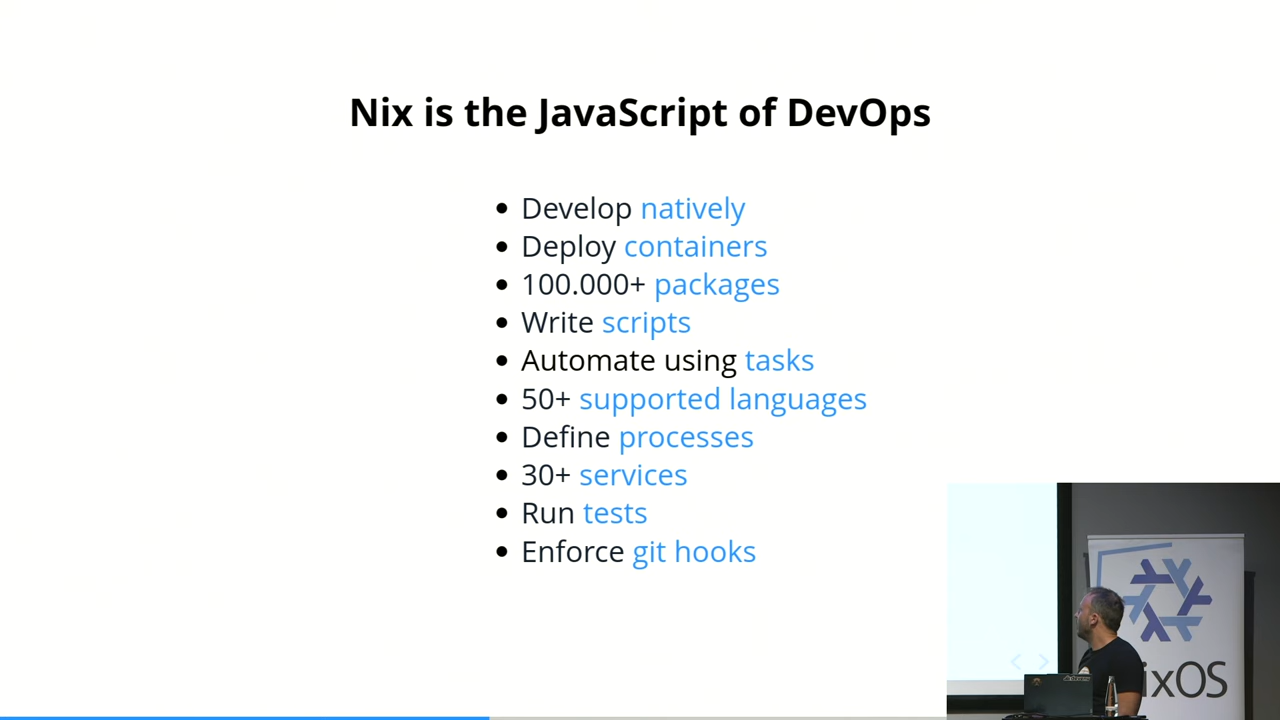 Nix is the JavaScript of DevOps
Develop natively
Deploy containers
100.000+ packages
Write scripts
Automate using tasks
50+ supported languages
Define processes
30+ services
Run tests
Enforce git hooks
ixOS